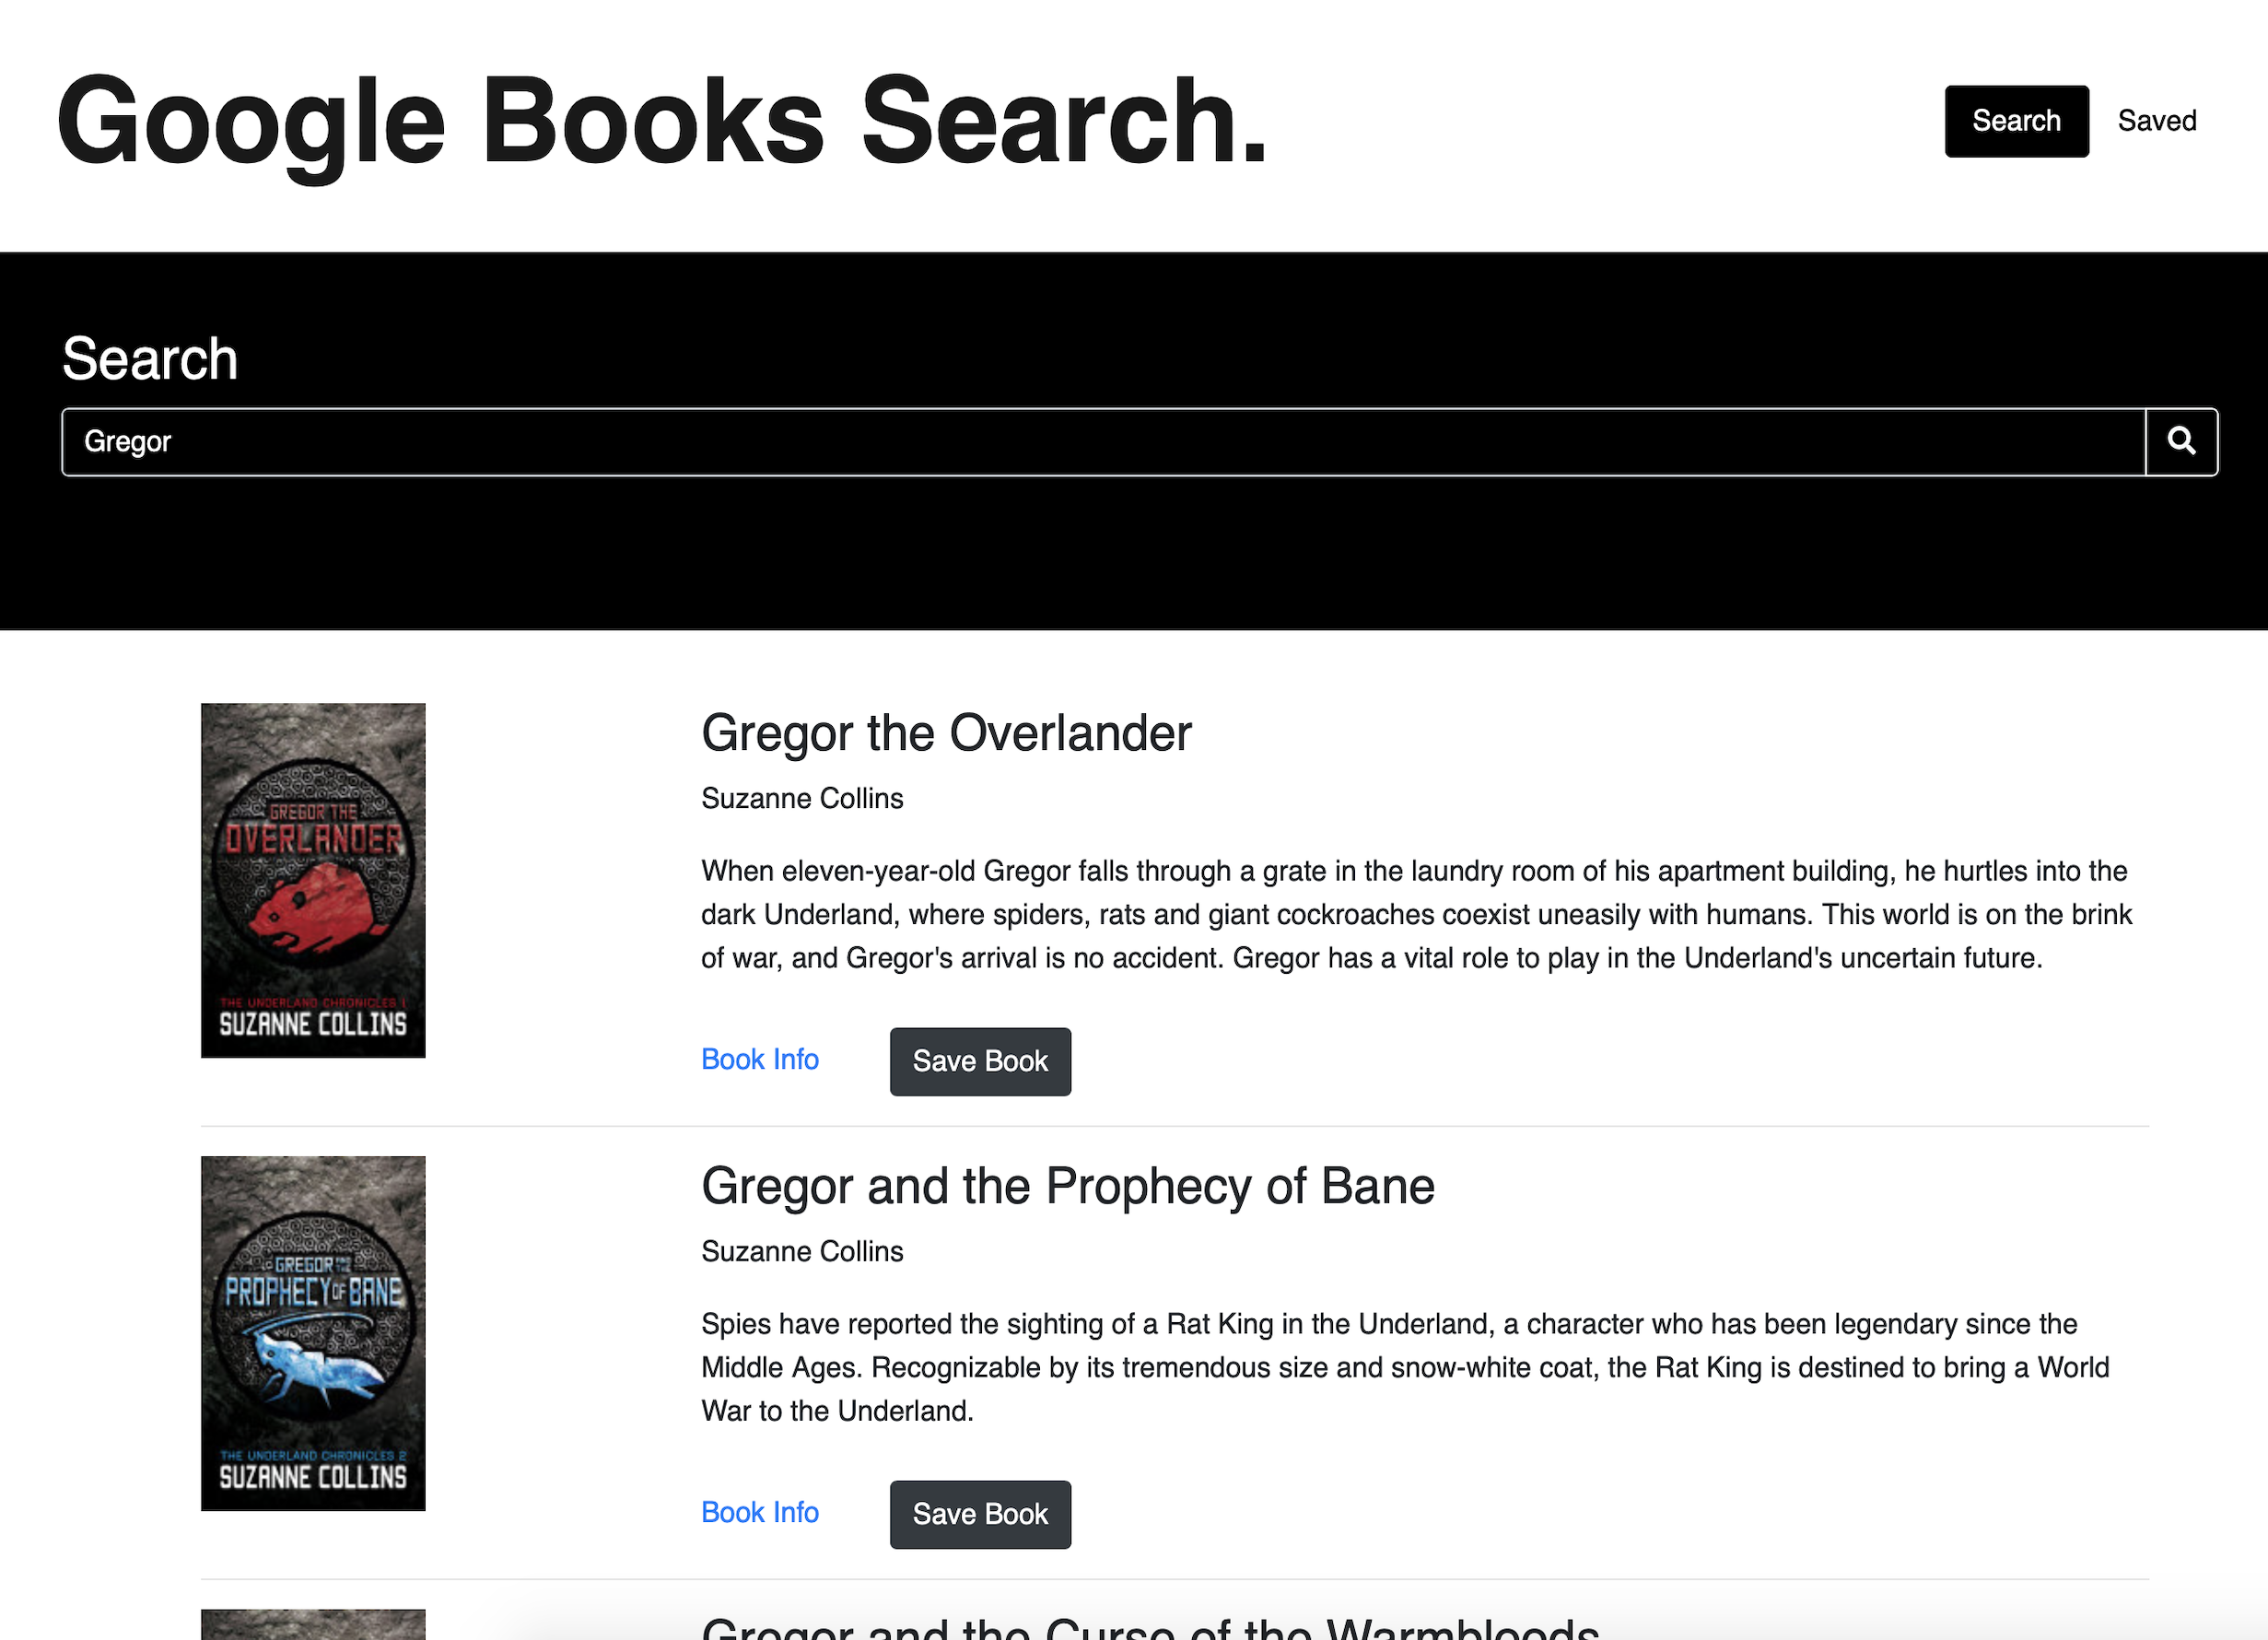 Google Books Search.
Search Saved
Search
Gregor
GREGOR THE
OVERLANDER
THE UNDERLAND CHRONICLES 1
SUZANNE COLLINS
Gregor the Overlander
Suzanne Collins
When eleven-year-old Gregor falls through a grate in the laundry room of his apartment building, he hurtles into the
dark Underland, where spiders, rats and giant cockroaches coexist uneasily with humans. This world is on the brink
of war, and Gregor's arrival is no accident. Gregor has a vital role to play in the Underland's uncertain future.
Book Info Save Book
GREGOR AND THE
PROPHECY OF BANE
THE UNDERLAND CHRONICLES 2
SUZANNE COLLINS
Gregor and the Prophecy of Bane
Suzanne Collins
Spies have reported the sighting of a Rat King in the Underland, a character who has been legendary since the
Middle Ages. Recognizable by its tremendous size and snow-white coat, the Rat King is destined to bring a World
War to the Underland.
Book Info Save Book
Gregor and the Curse of the Warmbloods